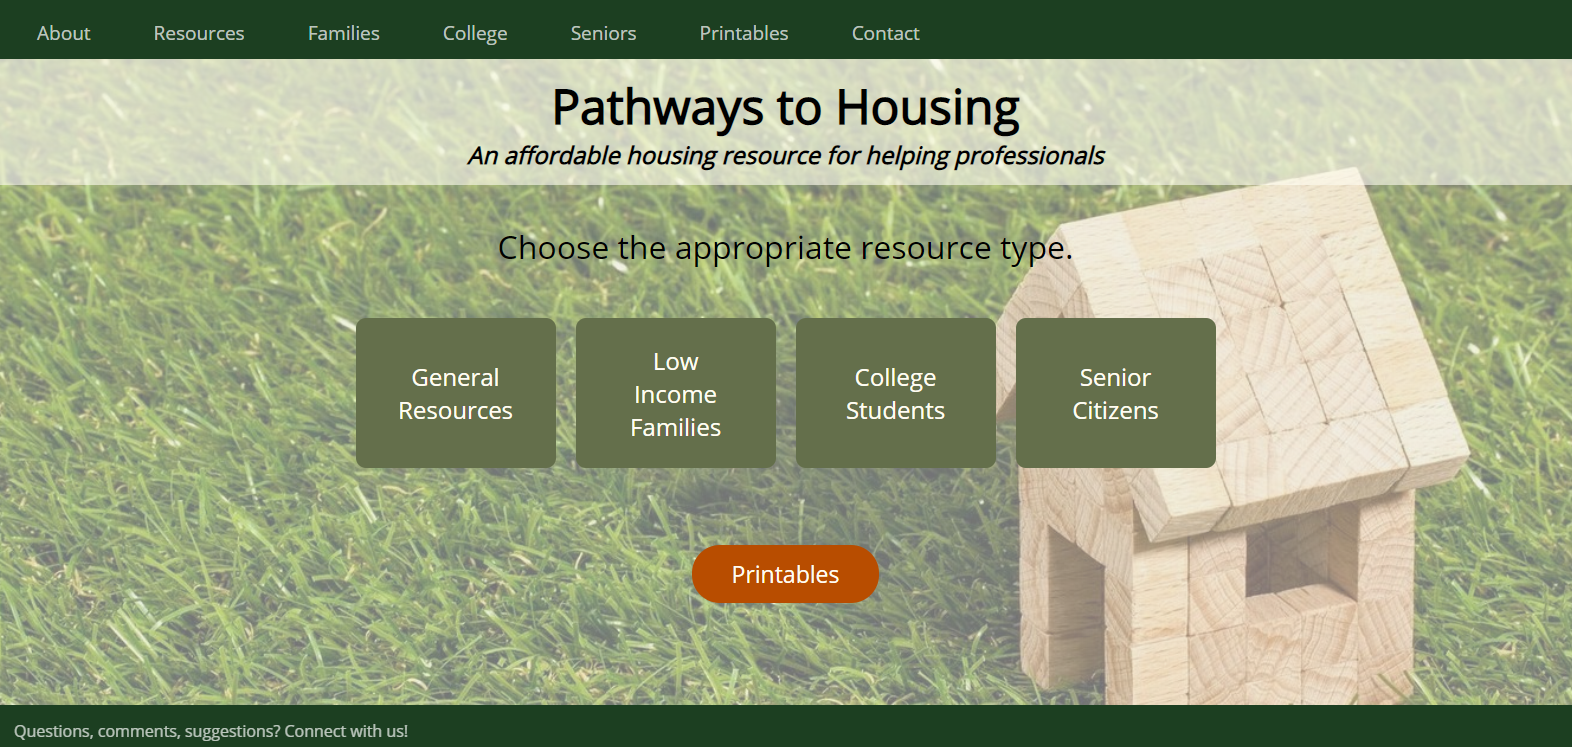 About Resources Families College Seniors Printables Contact
Pathways to Housing
An affordable housing resource for helping professionals
Choose the appropriate resource type.
General
Resources
Low
Income
Families
College
Students
Senior
Citizens
Printables
Questions, comments, suggestions? Connect with us!